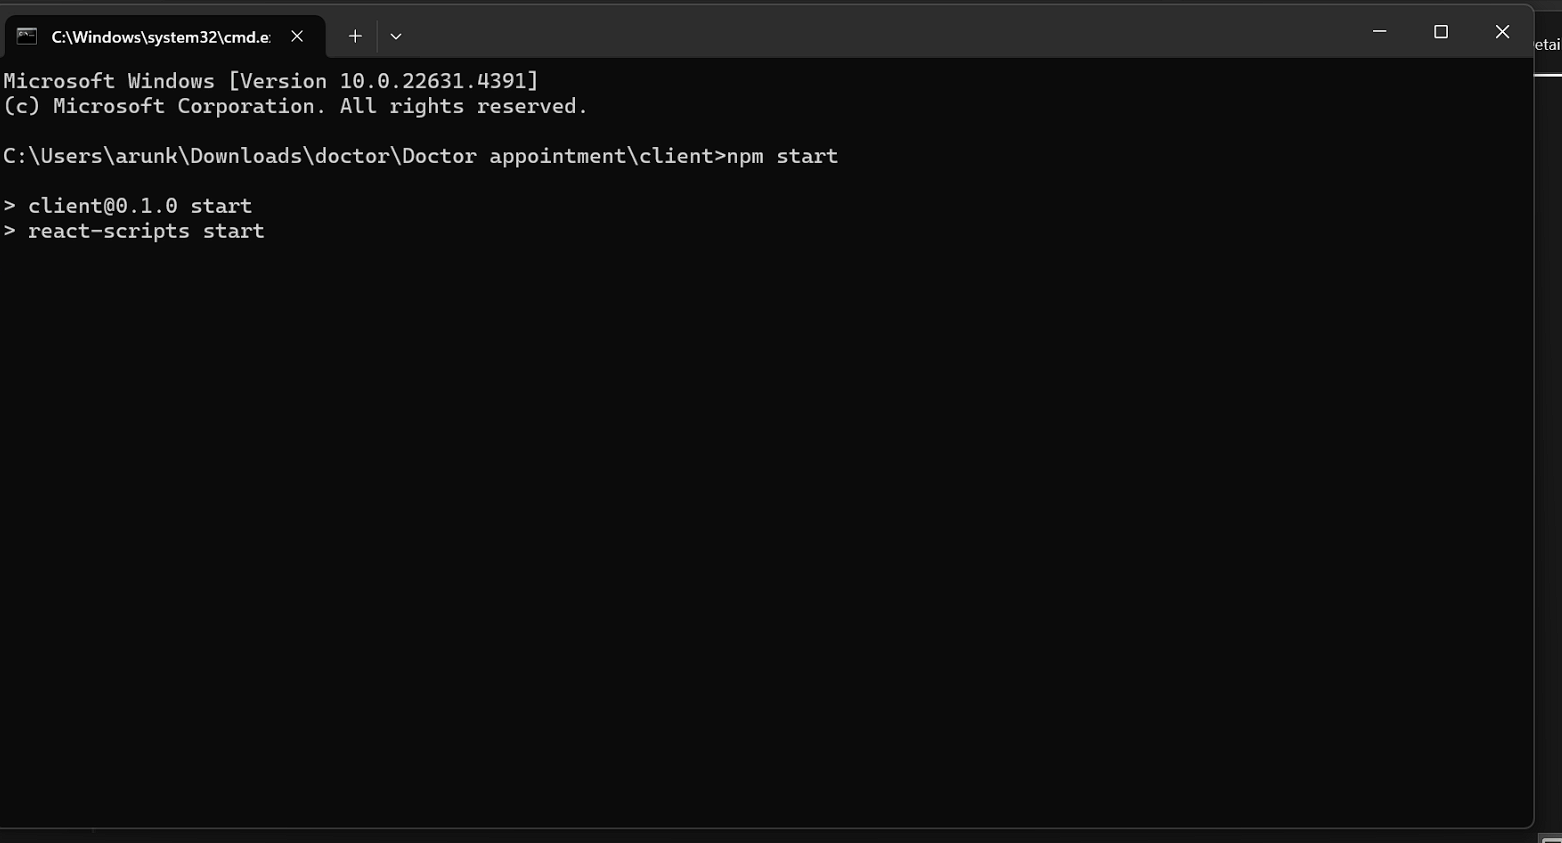 C:\Windows\system32\cmd.e
etai
Microsoft Windows [Version 10.0.22631.4391]
(c) Microsoft Corporation. All rights reserved.
C:\Users\arunk\Downloads\doctor\Doctor appointment\client>npm start
> client@0.1.0 start
> react-scripts start